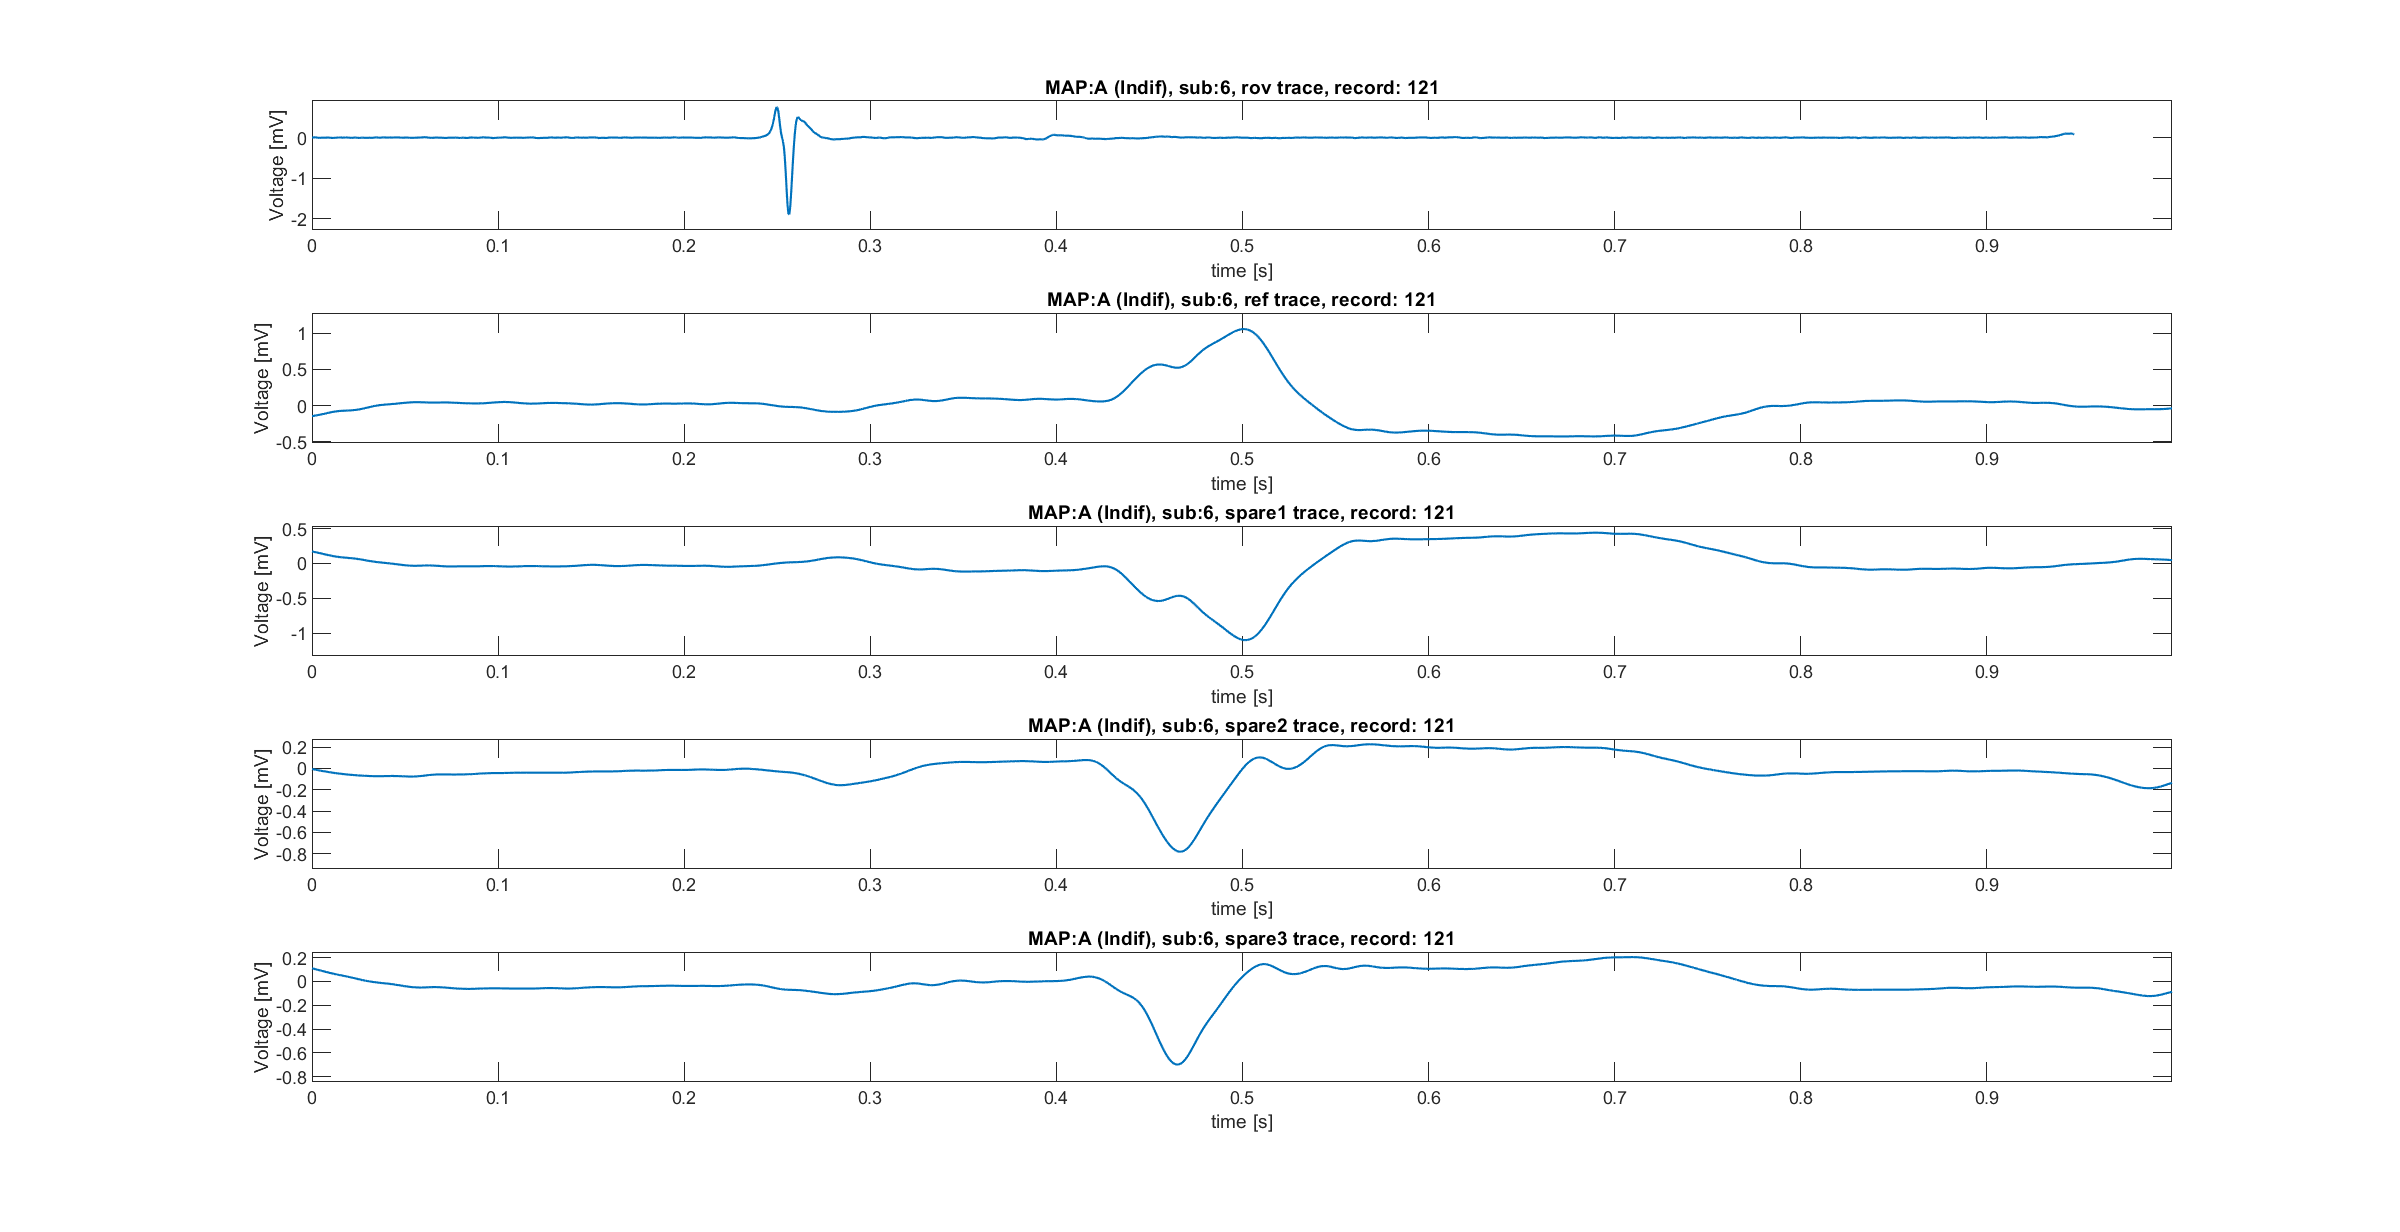 MAP:A (Indif), sub:6, rov trace, record: 121
Voltage [mV]
0
-1
-2
0 0.1 0.2 0.3 0.4 0.5 0.6 0.7 0.8 0.9
time [s]
MAP:A (Indif), sub:6, ref trace, record: 121
Voltage [mV]
1
0.5
0
-0.5
0 0.1 0.2 0.3 0.4 0.5 0.6 0.7 0.8 0.9
time [s]
MAP:A (Indif), sub:6, spare1 trace, record: 121
Voltage [mV]
0.5
0
-0.5
-1
0 0.1 0.2 0.3 0.4 0.5 0.6 0.7 0.8 0.9
time [s]
MAP:A (Indif), sub:6, spare2 trace, record: 121
Voltage [mV]
0.2
0
-0.2
-0.4
-0.6
-0.8
0 0.1 0.2 0.3 0.4 0.5 0.6 0.7 0.8 0.9
time [s]
MAP:A (Indif), sub:6, spare3 trace, record: 121
Voltage [mV]
0.2
0
-0.2
-0.4
-0.6
-0.8
0 0.1 0.2 0.3 0.4 0.5 0.6 0.7 0.8 0.9
time [s]